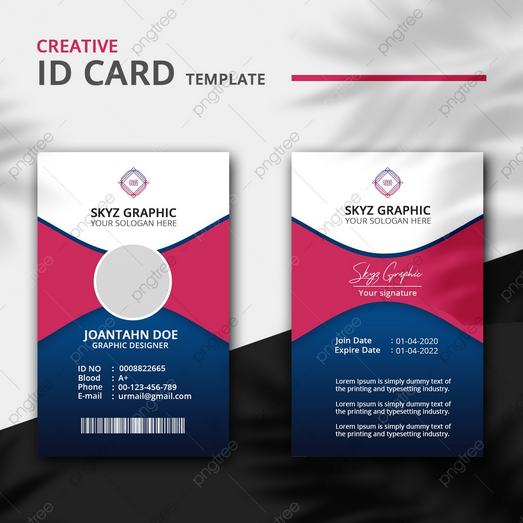 CREATIVE
ID CARD TEMPLATE
SKYZ GRAPHIC
YOUR SOLOGAN HERE
JOANTAHN DOE
GRAPHIC DESIGNER
ID NO : 0008822665
Blood : A+
Phone : 00-123-456-789
E-mail : urmail@gmail.com
SKYZ GRAPHIC
YOUR SOLOGAN HERE
Skyz Graphic
Your signature
Join Date : 01-04-2020
Expire Date : 01-04-2022
Lorem Ipsum is simply dummy text of
the printing and typesetting industry.
Lorem Ipsum is simply dummy text of
the printing and typesetting industry.
Lorem Ipsum is simply dummy text of
the printing and typesetting industry.
pngtree